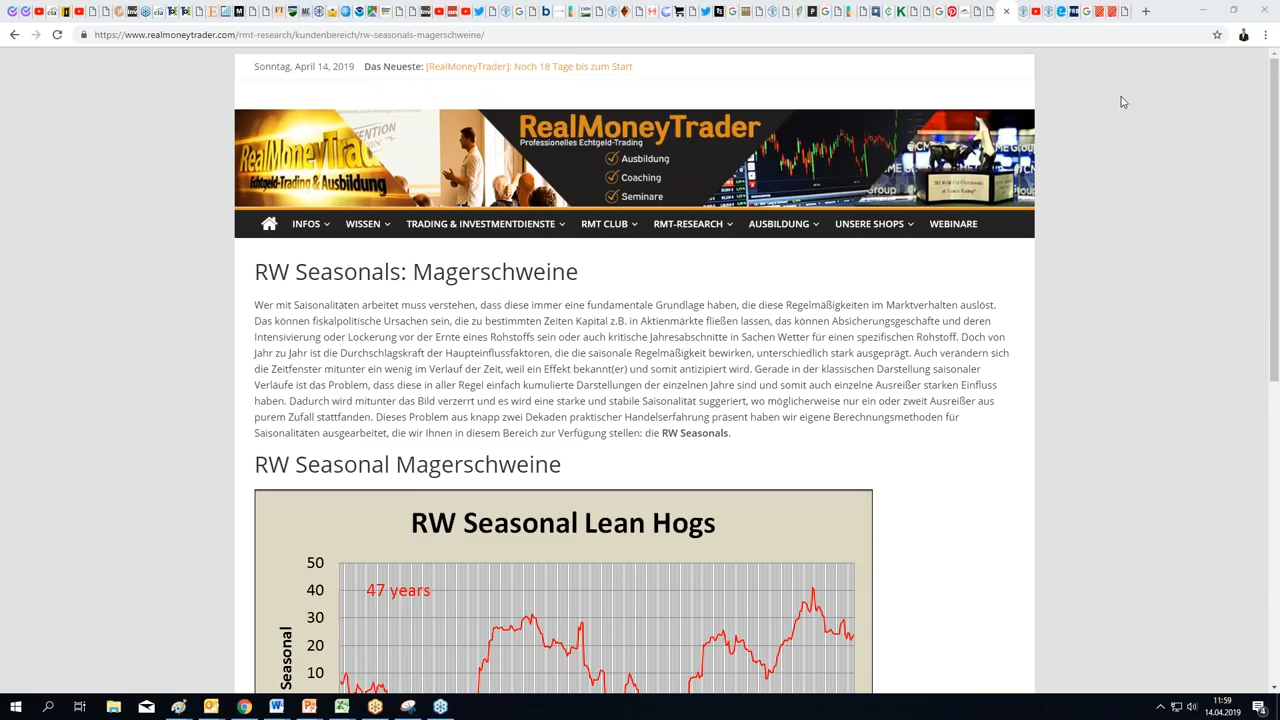 https://www.realmoneytrader.com/rmt-research/kundenbereich/rw-seasonals-magerschweine/
Sonntag, April 14, 2019 Das Neueste: [RealMoneyTrader]: Noch 18 Tage bis zum Start
RealMoneyTrader
Professionelles Echtgeld-Trading
Ausbildung
Coaching
Seminare
Echtgeld-Trading & Ausbildung
INFOS WISSEN TRADING & INVESTMENTDIENSTE RMT CLUB RMT-RESEARCH AUSBILDUNG UNSERE SHOPS WEBINARE
RW Seasonals: Magerschweine
Wer mit Saisonalitäten arbeitet muss verstehen, dass diese immer eine fundamentale Grundlage haben, die diese Regelmäßigkeiten im Marktverhalten auslöst.
Das können fiskalpolitische Ursachen sein, die zu bestimmten Zeiten Kapital z.B. in Aktienmärkte fließen lassen, das können Absicherungsgeschäfte und deren
Intensivierung oder Lockerung vor der Ernte eines Rohstoffs sein oder auch kritische Jahresabschnitte in Sachen Wetter für einen spezifischen Rohstoff. Doch von
Jahr zu Jahr ist die Durchschlagskraft der Haupteinflussfaktoren, die die saisonale Regelmäßigkeit bewirken, unterschiedlich stark ausgeprägt. Auch verändern sich
die Zeitfenster mitunter ein wenig im Verlauf der Zeit, weil ein Effekt bekannt(er) und somit antizipiert wird. Gerade in der klassischen Darstellung saisonaler
Verläufe ist das Problem, dass diese in aller Regel einfach kumulierte Darstellungen der einzelnen Jahre sind und somit auch einzelne Ausreißer starken Einfluss
haben. Dadurch wird mitunter das Bild verzerrt und es wird eine starke und stabile Saisonalität suggeriert, wo möglicherweise nur ein oder zweit Ausreißer aus
purem Zufall stattfanden. Dieses Problem aus knapp zwei Dekaden praktischer Handelserfahrung präsent haben wir eigene Berechnungsmethoden für
Saisonalitäten ausgearbeitet, die wir Ihnen in diesem Bereich zur Verfügung stellen: die RW Seasonals.
RW Seasonal Magerschweine
RW Seasonal Lean Hogs
50
40
30
20
10
47 years
Seasonal
11:59
14.04.2019